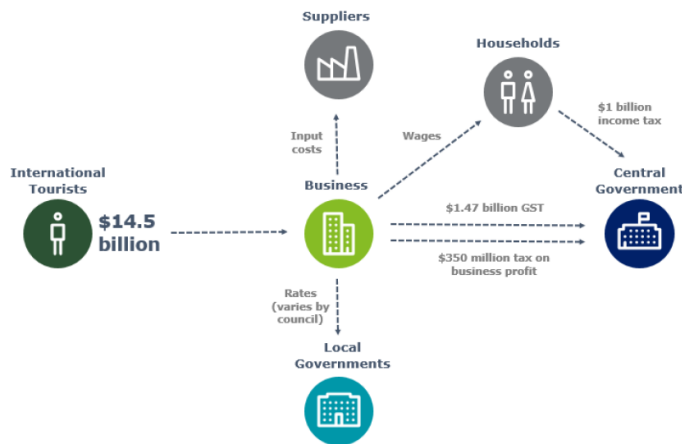 Suppliers
Households
$1 billion
income tax
Input
costs
Wages
International
Tourists
Business
Central
Government
$14.5
billion
$1.47 billion GST
$350 million tax on
business profit
Rates
(varies by
council)
Local
Governments